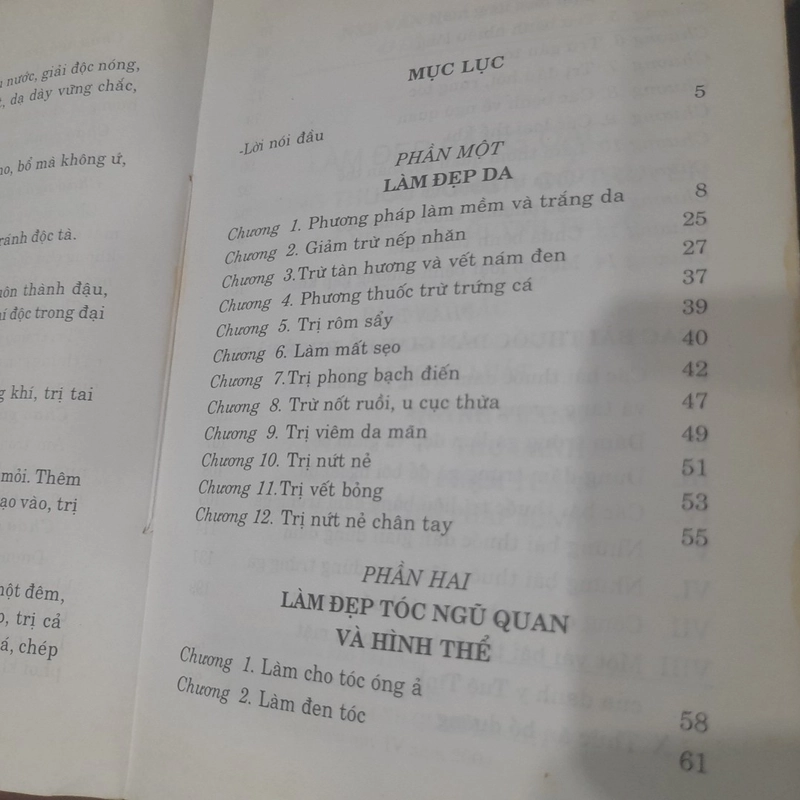 nước, giải độc nóng,
dạ dày vững chắc,
bổ mà không ứ,
tránh độc tà.
thành đậu,
độc trong đại
khí, trị tai
mỏi. Thêm
vào, trị
một đêm,
trị cả
chép
MỤC LỤC
-Lời nói đầu 5
PHẦN MỘT
LÀM ĐẸP DA
Chương 1. Phương pháp làm mềm và trắng da 8
Chương 2. Giảm trừ nếp nhăn 25
Chương 3.Trừ tàn hương và vết nám đen 27
Chương 4. Phương thuốc trừ trứng cá 37
Chương 5. Trị rôm sẩy 39
Chương 6. Làm mất sẹo 40
Chương 7.Trị phong bạch điến 42
Chương 8. Trừ nốt ruồi, u cục thừa 47
Chương 9. Trị viêm da mãn 49
Chương 10. Trị nứt nẻ 51
Chương 11.Trị vết bỏng 53
Chương 12. Trị nứt nẻ chân tay 55
PHẦN HAI
LÀM ĐẸP TÓC NGŨ QUAN
VÀ HÌNH THỂ
Chương 1. Làm cho tóc óng ả 58
Chương 2. Làm đen tóc 61